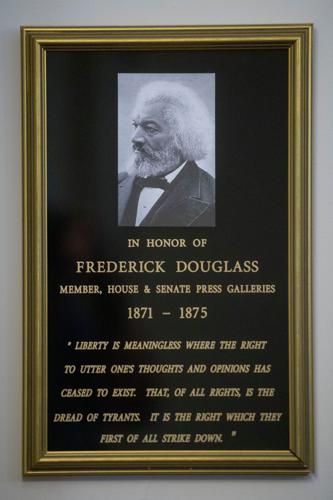 IN HONOR OF
FREDERICK DOUGLASS
MEMBER, HOUSE & SENATE PRESS GALLERIES
1871 – 1875
" LIBERTY IS MEANINGLESS WHERE THE RIGHT
TO UTTER ONE'S THOUGHTS AND OPINIONS HAS
CEASED TO EXIST. THAT, OF ALL RIGHTS, IS THE
DREAD OF TYRANTS. IT IS THE RIGHT WHICH THEY
FIRST OF ALL STRIKE DOWN. "